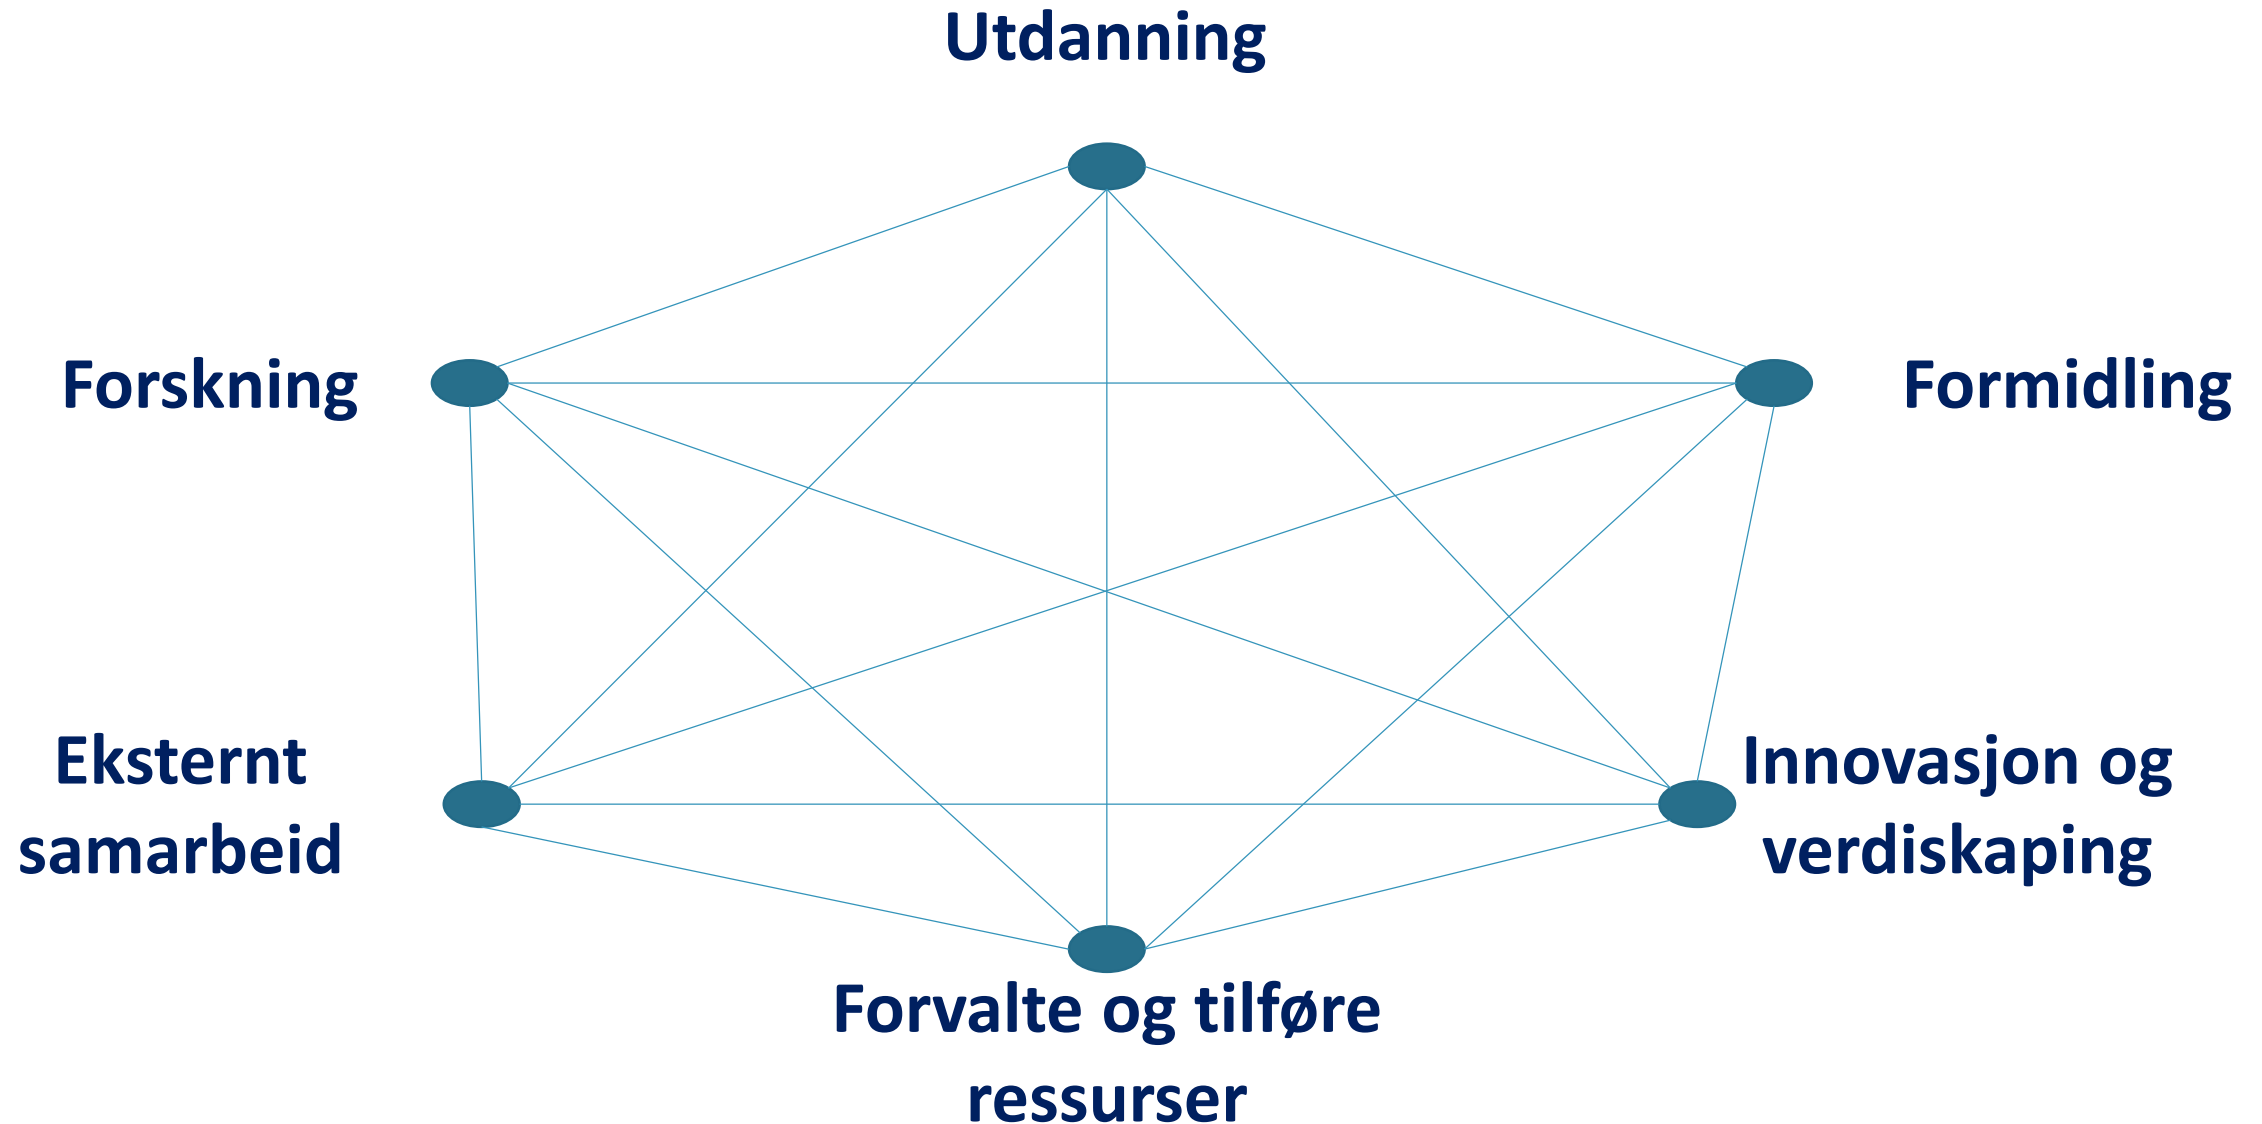 Utdanning
Forskning
Formidling
Eksternt
samarbeid
Innovasjon og
verdiskaping
Forvalte og tilføre
ressurser